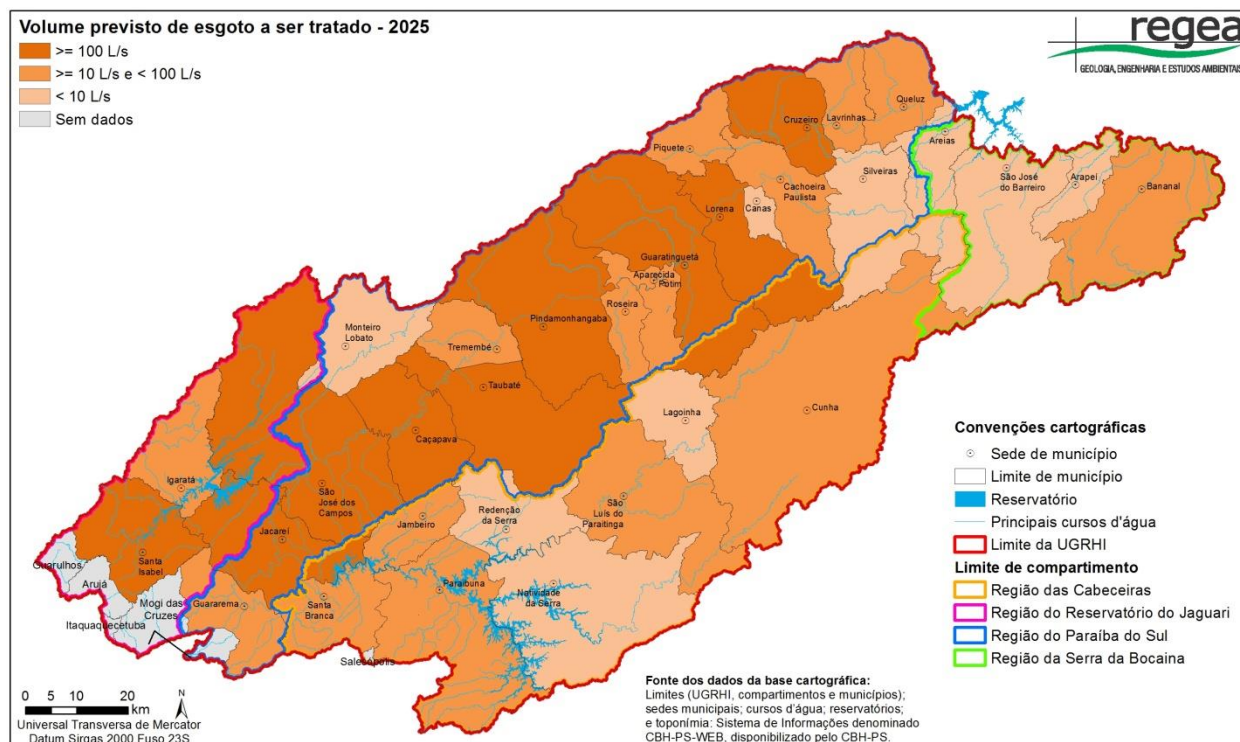 Volume previsto de esgoto a ser tratado - 2025
>= 100 L/s
>= 10 L/s e < 100 L/s
< 10 L/s
Sem dados
regea
GEOLOGIA, ENGENHARIA E ESTUDOS AMBIENTAIS
Queluz
Lavrinhas
Cruzeiro
Areias
Piquete
Silveiras
São José
do Barreiro
Arapeí
Bananal
Cachoeira
Paulista
Canas
Lorena
Guaratinguetá
Aparecida
Potim
Roseira
Pindamonhangaba
Monteiro
Lobato
Tremembé
Taubaté
Caçapava
Lagoinha
Cunha
Igaratá
São
José dos
Campos
São
Luís do
Paraitinga
Jambeiro
Redenção
da Serra
Jacareí
Santa
Isabel
Guarulhos
Arujá
Mogi das
Cruzes
Itaquaquecetuba
Guararema
Santa
Branca
Paraibuna
Natividade
da Serra
Salesópolis
Convenções cartográficas
Sede de município
Limite de município
Reservatório
Principais cursos d'água
Limite da UGRHI
Limite de compartimento
Região das Cabeceiras
Região do Reservatório do Jaguari
Região do Paraíba do Sul
Região da Serra da Bocaina
0 5 10 20
km
N
Universal Transversa de Mercator
Datum Sirgas 2000 Fuso 23S
Fonte dos dados da base cartográfica:
Limites (UGRHI, compartimentos e municípios);
sedes municipais; cursos d'água; reservatórios;
e toponímia: Sistema de Informações denominado
CBH-PS-WEB, disponibilizado pelo CBH-PS.